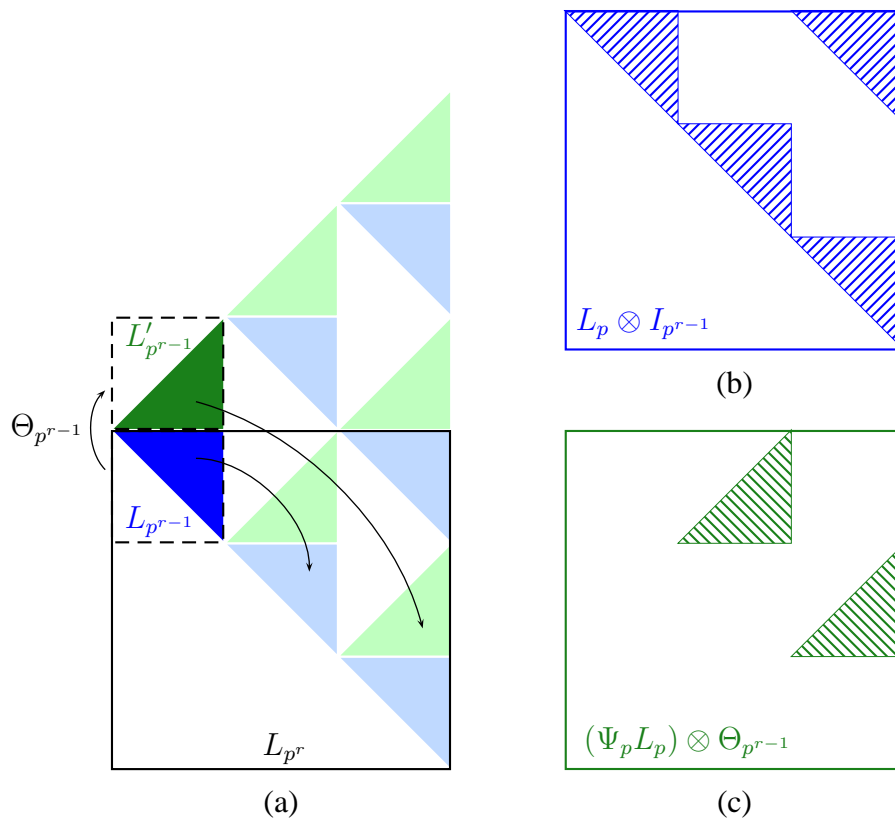 L′_{p^{r−1}}
Θ_{p^{r−1}}
L_{p^{r−1}}
L_{p^r}
(a)
L_p ⊗ I_{p^{r−1}}
(b)
(Ψ_p L_p) ⊗ Θ_{p^{r−1}}
(c)